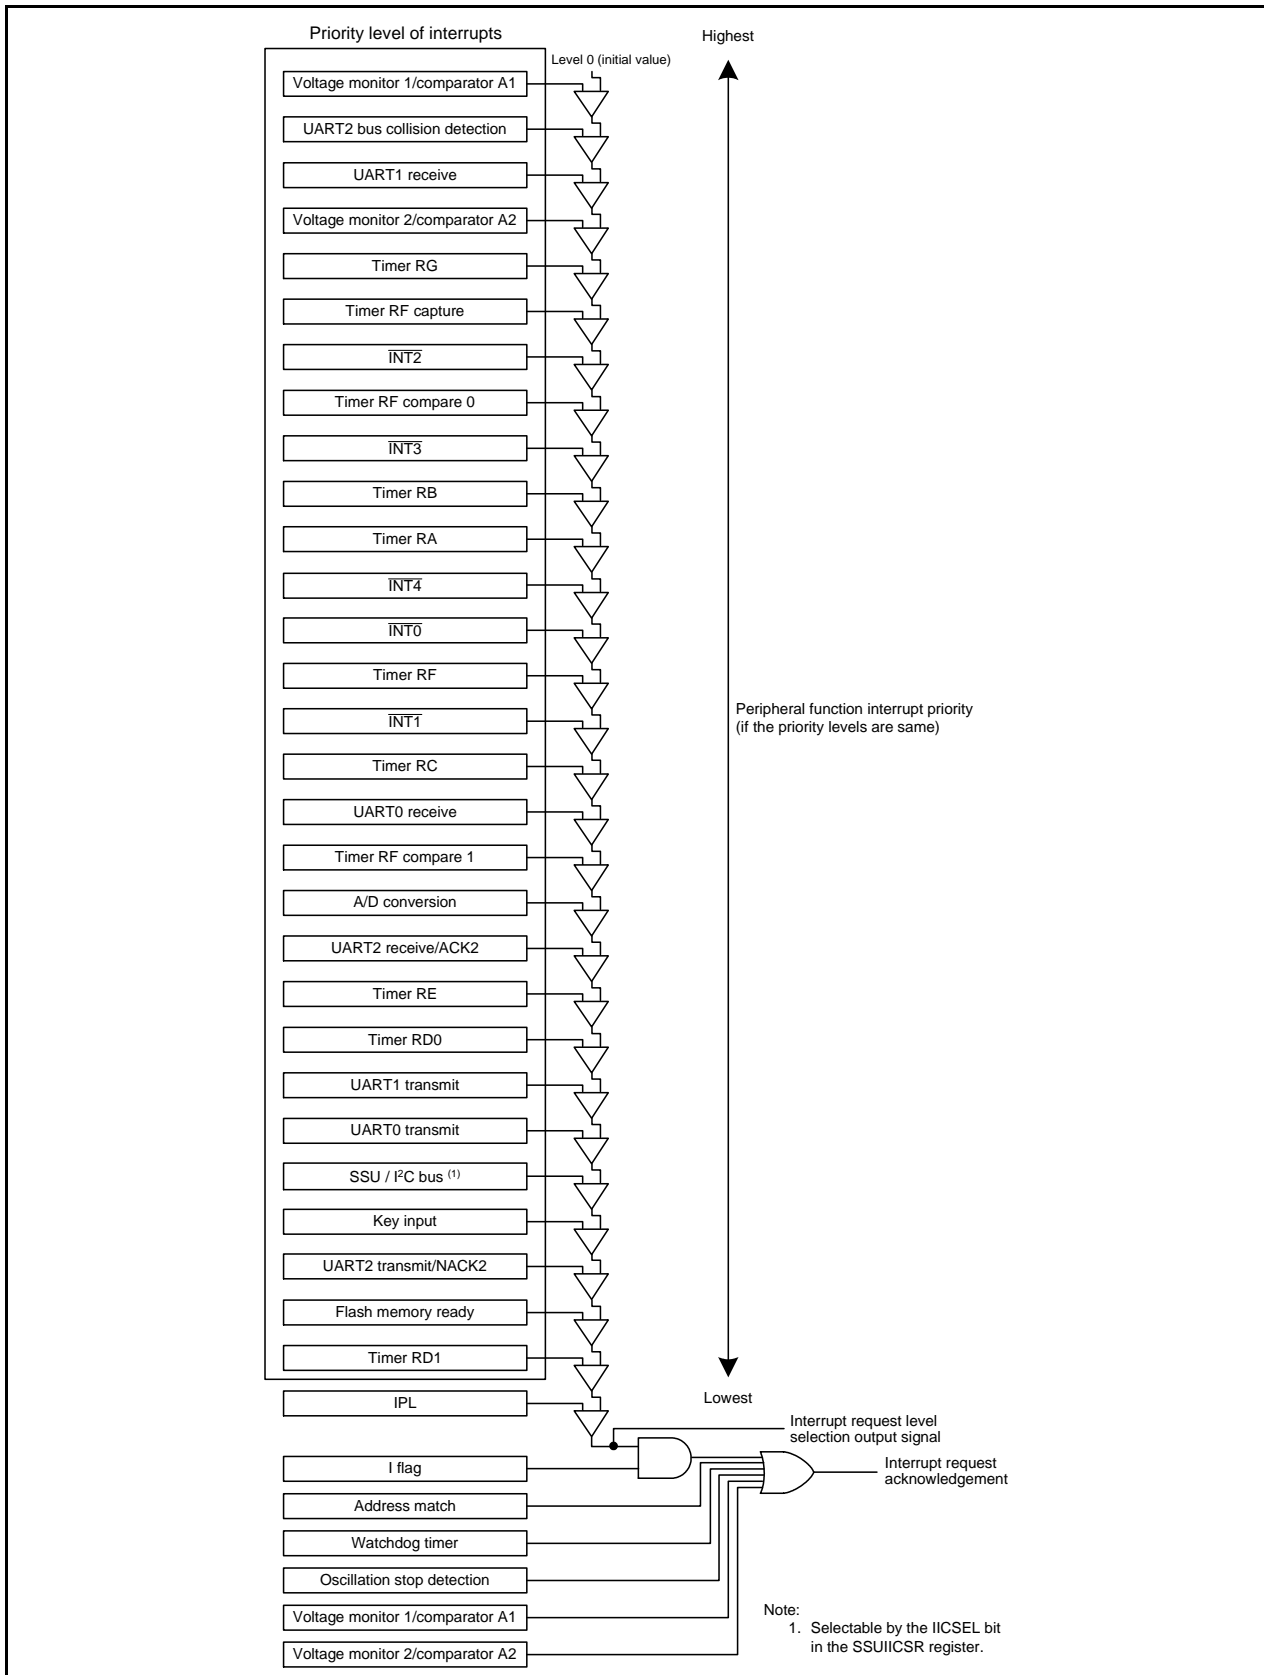 Priority level of interrupts
Highest
Level 0 (initial value)
Voltage monitor 1/comparator A1
UART2 bus collision detection
UART1 receive
Voltage monitor 2/comparator A2
Timer RG
Timer RF capture
INT2
Timer RF compare 0
INT3
Timer RB
Timer RA
INT4
INT0
Timer RF
Peripheral function interrupt priority
(if the priority levels are same)
INT1
Timer RC
UART0 receive
Timer RF compare 1
A/D conversion
UART2 receive/ACK2
Timer RE
Timer RD0
UART1 transmit
UART0 transmit
SSU / I²C bus (1)
Key input
UART2 transmit/NACK2
Flash memory ready
Timer RD1
Lowest
IPL
Interrupt request level
selection output signal
I flag
Interrupt request
acknowledgement
Address match
Watchdog timer
Oscillation stop detection
Voltage monitor 1/comparator A1
Voltage monitor 2/comparator A2
Note:
1. Selectable by the IICSEL bit
in the SSUIICSR register.